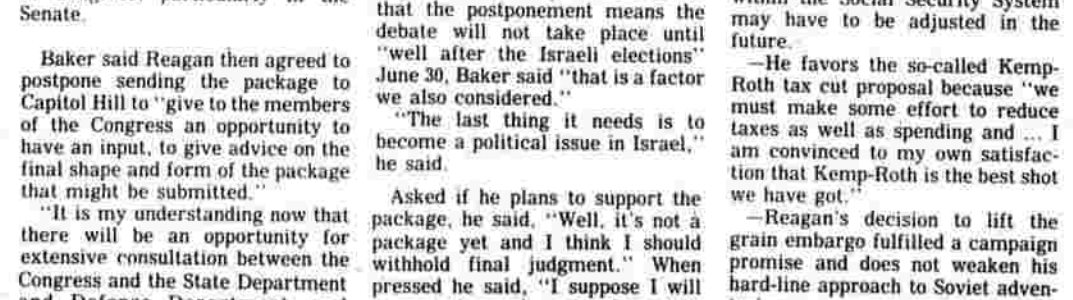 Senate.
Baker said Reagan then agreed to
postpone sending the package to
Capitol Hill to "give to the members
of the Congress an opportunity to
have an input, to give advice on the
final shape and form of the package
that might be submitted."
"It is my understanding now that
there will be an opportunity for
extensive consultation between the
Congress and the State Department
that the postponement means the
debate will not take place until
"well after the Israeli elections"
June 30, Baker said "that is a factor
we also considered."
"The last thing it needs is to
become a political issue in Israel,"
he said.
Asked if he plans to support the
package, he said, "Well, it's not a
package yet and I think I should
withhold final judgment." When
pressed he said, "I suppose I will
within the Social Security System
may have to be adjusted in the
future.
—He favors the so-called Kemp-
Roth tax cut proposal because "we
must make some effort to reduce
taxes as well as spending and ... I
am convinced to my own satisfac-
tion that Kemp-Roth is the best shot
we have got."
—Reagan's decision to lift the
grain embargo fulfilled a campaign
promise and does not weaken his
hard-line approach to Soviet adven-